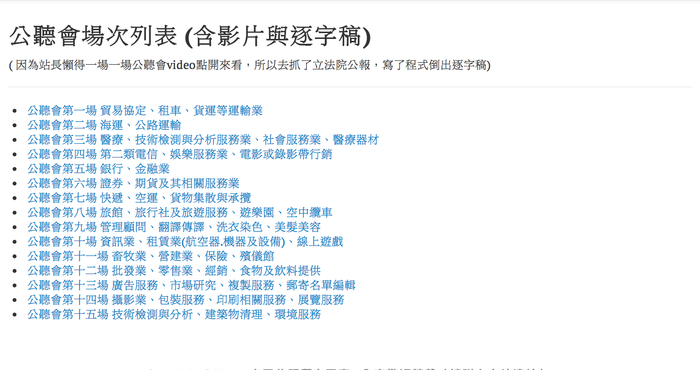 公聽會場次列表 (含影片與逐字稿)
( 因為站長懶得一場一場公聽會video點開來看，所以去抓了立法院公報，寫了程式倒出逐字稿)
公聽會第一場 貿易協定、租車、貨運等運輸業
公聽會第二場 海運、公路運輸
公聽會第三場 醫療、技術檢測與分析服務業、社會服務業、醫療器材
公聽會第四場 第二類電信、娛樂服務業、電影或錄影帶行銷
公聽會第五場 銀行、金融業
公聽會第六場 證券、期貨及其相關服務業
公聽會第七場 快遞、空運、貨物集散與承攬
公聽會第八場 旅館、旅行社及旅遊服務、遊樂園、空中纜車
公聽會第九場 管理顧問、翻譯傳譯、洗衣染色、美髮美容
公聽會第十場 資訊業、租賃業(航空器.機器及設備)、線上遊戲
公聽會第十一場 畜牧業、營建業、保險、殯儀館
公聽會第十二場 批發業、零售業、經銷、食物及飲料提供
公聽會第十三場 廣告服務、市場研究、複製服務、郵寄名單編輯
公聽會第十四場 攝影業、包裝服務、印刷相關服務、展覽服務
公聽會第十五場 技術檢測與分析、建築物清理、環境服務